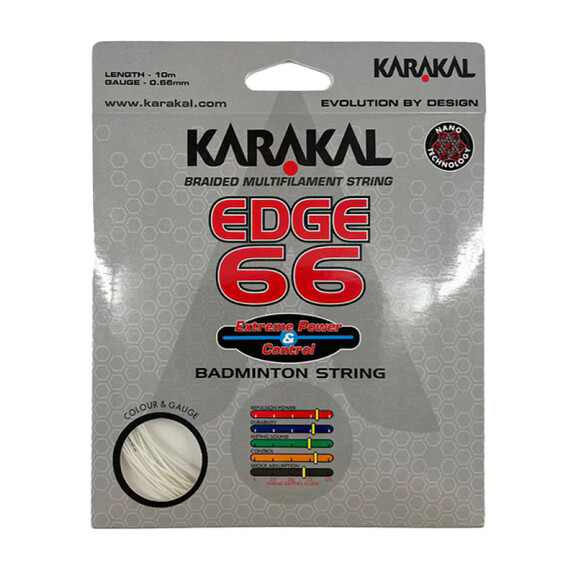 LENGTH - 10m
GAUGE - 0.66mm
KARAKAL
www.karakal.com
EVOLUTION BY DESIGN
NANO TECHNOLOGY
KARAKAL
BRAIDED MULTIFILAMENT STRING
EDGE
66
Extreme Power
&
Control
BADMINTON STRING
COLOUR & GAUGE
REPULSION POWER
DURABILITY
HITTING SOUND
CONTROL
SHOCK ABSORPTION